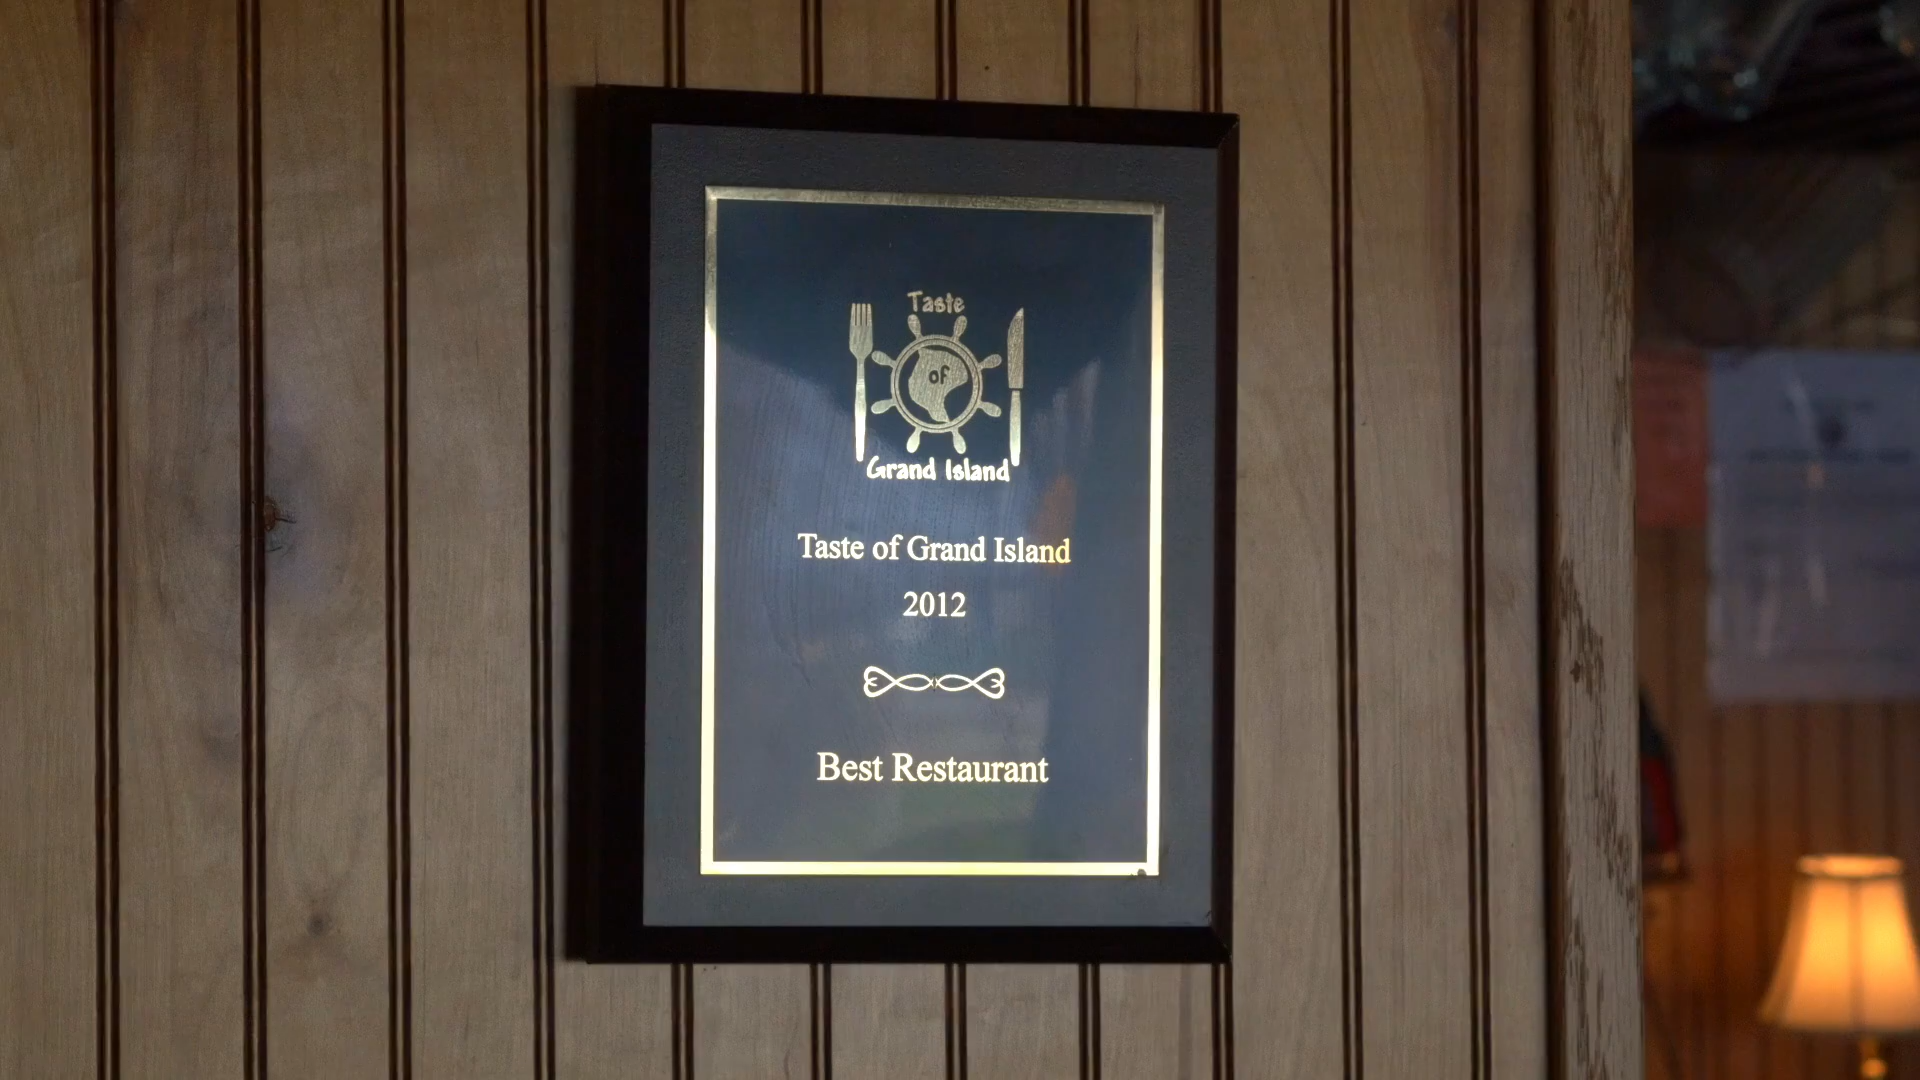 Taste
of
Grand Island
Taste of Grand Island
2012
Best Restaurant